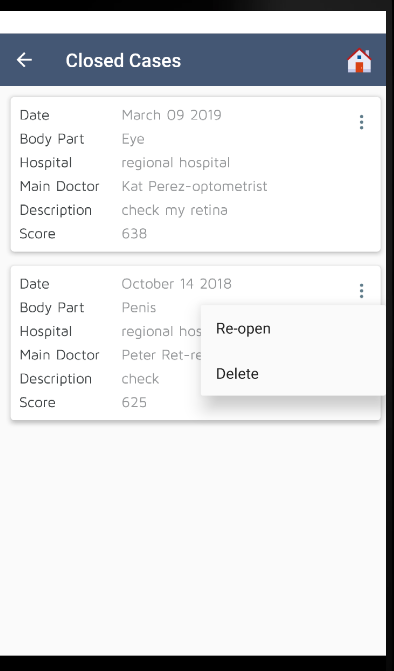 Closed Cases
Date March 09 2019
Body Part Eye
Hospital regional hospital
Main Doctor Kat Perez-optometrist
Description check my retina
Score 638
Date October 14 2018
Body Part Penis
Hospital regional hos
Main Doctor Peter Ret-re
Description check
Score 625
Re-open
Delete